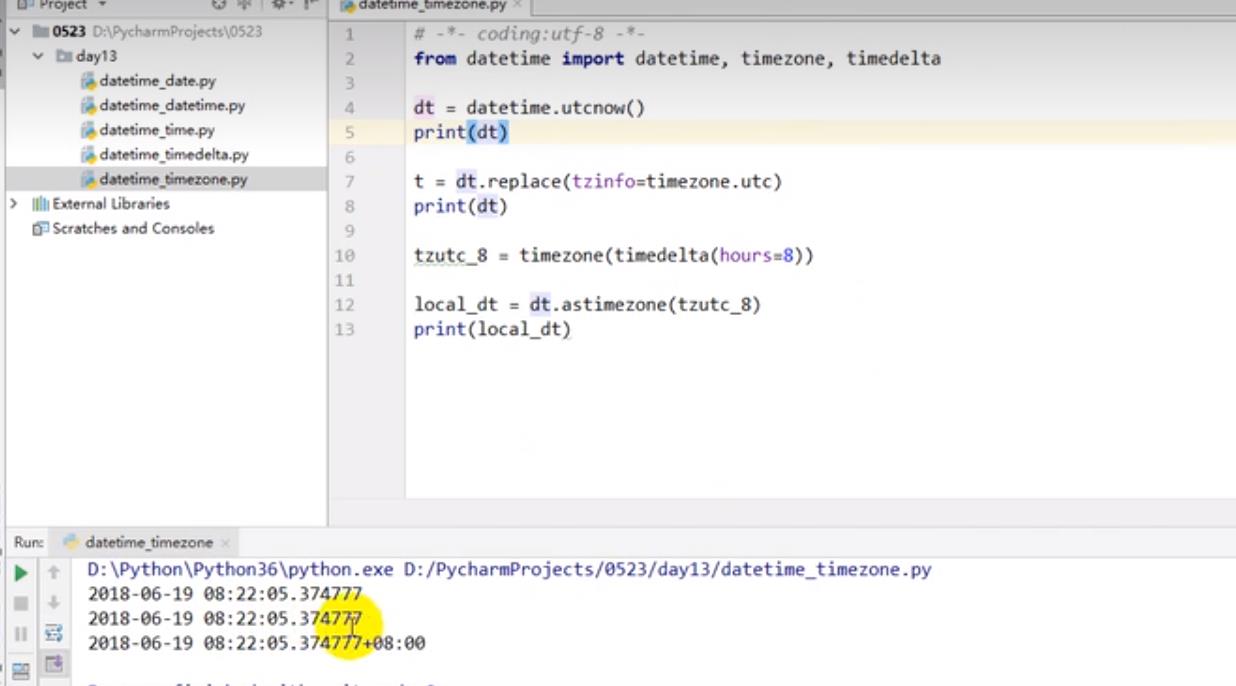 Project
datetime_timezone.py
0523 D:\PycharmProjects\0523
day13
datetime_date.py
datetime_datetime.py
datetime_time.py
datetime_timedelta.py
datetime_timezone.py
External Libraries
Scratches and Consoles
1 # -*- coding:utf-8 -*-
2 from datetime import datetime, timezone, timedelta
3
4 dt = datetime.utcnow()
5 print(dt)
6
7 t = dt.replace(tzinfo=timezone.utc)
8 print(dt)
9
10 tzutc_8 = timezone(timedelta(hours=8))
11
12 local_dt = dt.astimezone(tzutc_8)
13 print(local_dt)
Run: datetime_timezone
D:\Python\Python36\python.exe D:/PycharmProjects/0523/day13/datetime_timezone.py
2018-06-19 08:22:05.374777
2018-06-19 08:22:05.374777
2018-06-19 08:22:05.374777+08:00